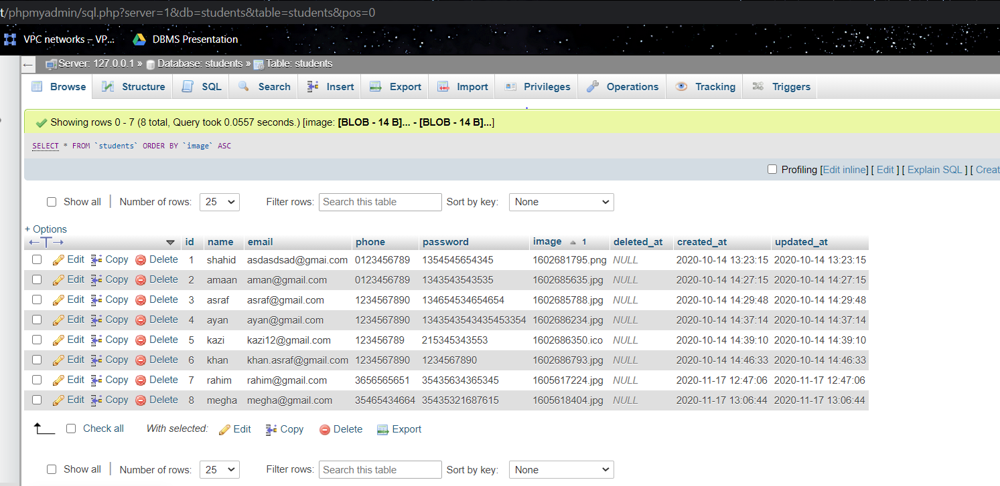 t/phpmyadmin/sql.php?server=1&db=students&table=students&pos=0
VPC networks – VP... DBMS Presentation
Server: 127.0.0.1 » Database: students » Table: students
Browse Structure SQL Search Insert Export Import Privileges Operations Tracking Triggers
Showing rows 0 - 7 (8 total, Query took 0.0557 seconds.) [image: [BLOB - 14 B]... - [BLOB - 14 B]...]
SELECT * FROM `students` ORDER BY `image` ASC
Profiling [Edit inline] [ Edit ] [ Explain SQL ] [ Creat
Show all Number of rows: 25 Filter rows: Search this table Sort by key: None
+ Options
←T→ id name email phone password image 1 deleted_at created_at updated_at
Edit Copy Delete 1 shahid asdasdsad@gmai.com 0123456789 1354545654345 1602681795.png NULL 2020-10-14 13:23:15 2020-10-14 13:23:15
Edit Copy Delete 2 amaan aman@gmail.com 0123456789 1343543543535 1602685635.jpg NULL 2020-10-14 14:27:15 2020-10-14 14:27:15
Edit Copy Delete 3 asraf asraf@gmail.com 1234567890 134654534654654 1602685788.jpg NULL 2020-10-14 14:29:48 2020-10-14 14:29:48
Edit Copy Delete 4 ayan ayan@gmail.com 1234567890 1343543543435453354 1602686234.jpg NULL 2020-10-14 14:37:14 2020-10-14 14:37:14
Edit Copy Delete 5 kazi kazi12@gmail.com 123456789 215345343553 1602686350.ico NULL 2020-10-14 14:39:10 2020-10-14 14:39:10
Edit Copy Delete 6 khan khan.asraf@gmail.com 1234567890 1234567890 1602686793.jpg NULL 2020-10-14 14:46:33 2020-10-14 14:46:33
Edit Copy Delete 7 rahim rahim@gmail.com 3656565651 35435634365345 1605617224.jpg NULL 2020-11-17 12:47:06 2020-11-17 12:47:06
Edit Copy Delete 8 megha megha@gmail.com 35465434664 35435321687615 1605618404.jpg NULL 2020-11-17 13:06:44 2020-11-17 13:06:44
Check all With selected: Edit Copy Delete Export
Show all Number of rows: 25 Filter rows: Search this table Sort by key: None